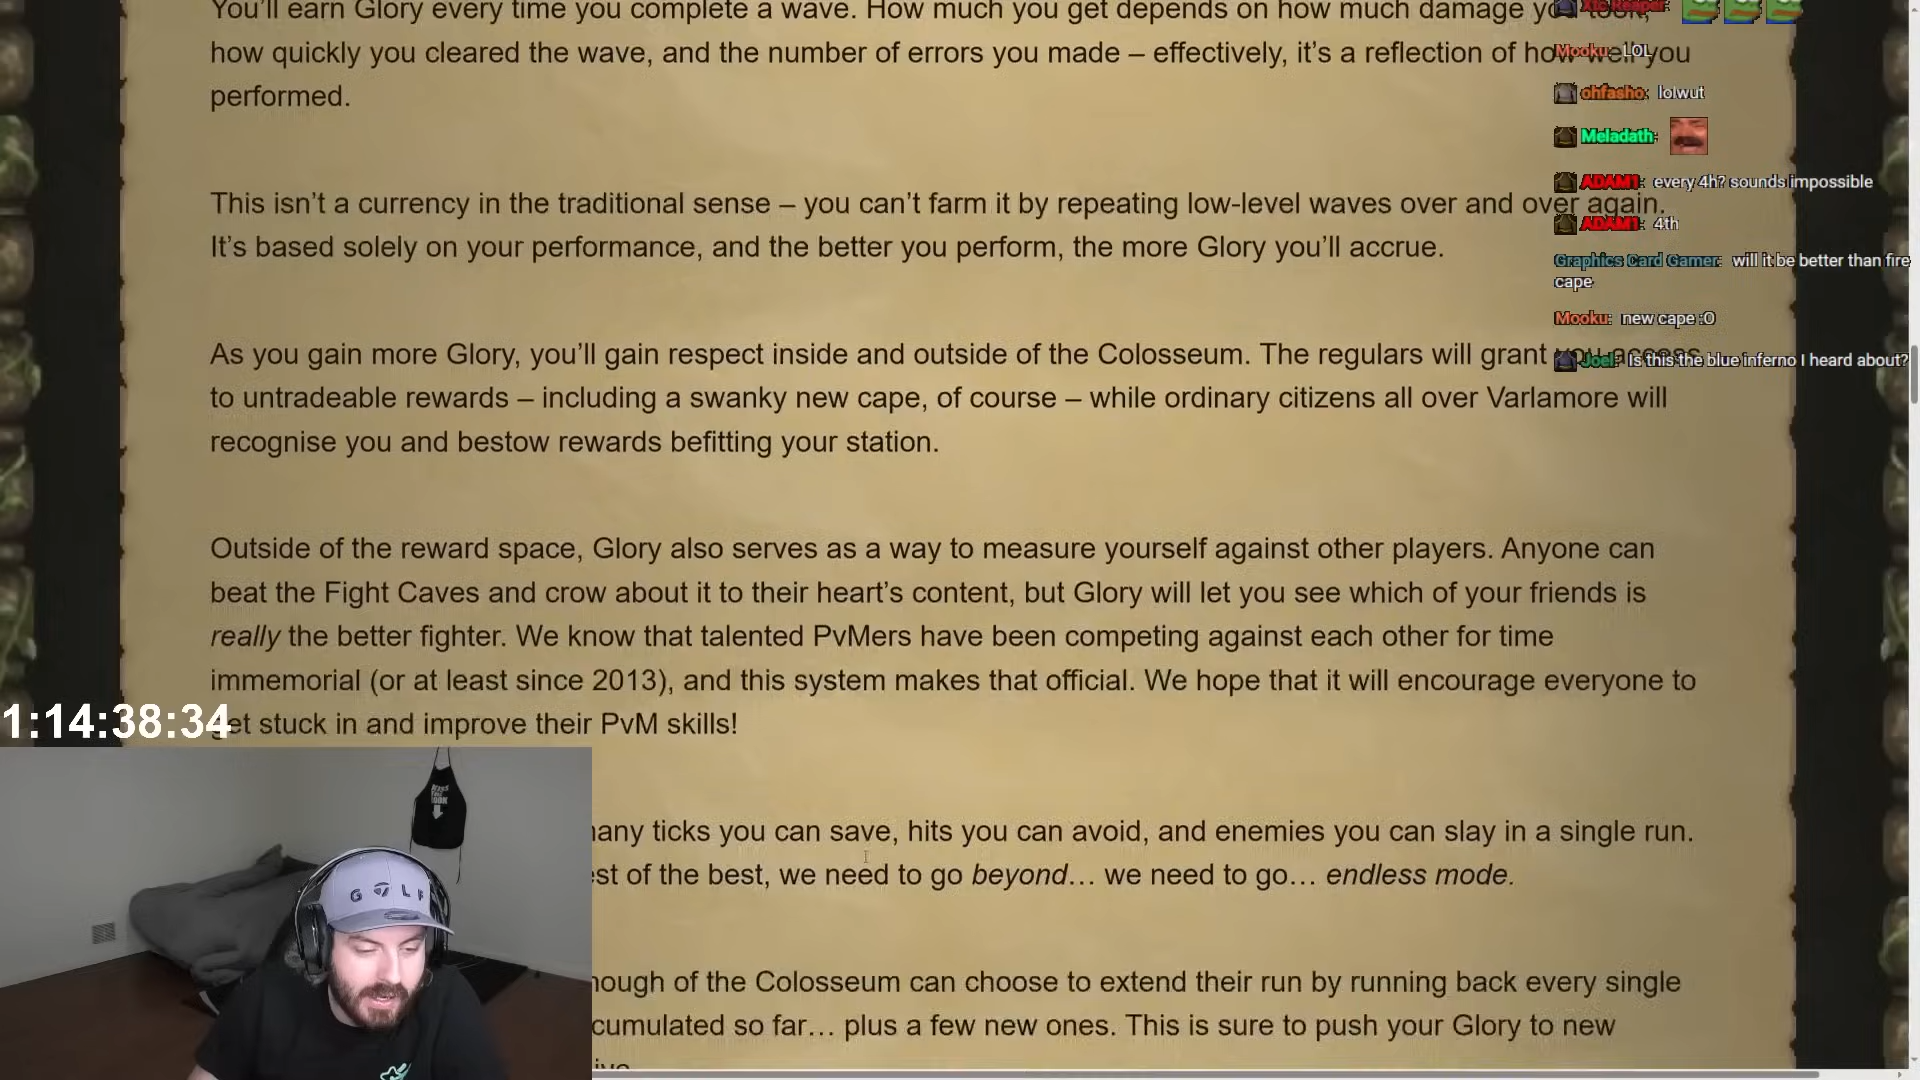 You'll earn Glory every time you complete a wave. How much you get depends on how much damage you took,
how quickly you cleared the wave, and the number of errors you made – effectively, it's a reflection of how well you
performed.
This isn't a currency in the traditional sense – you can't farm it by repeating low-level waves over and over again.
It's based solely on your performance, and the better you perform, the more Glory you'll accrue.
As you gain more Glory, you'll gain respect inside and outside of the Colosseum. The regulars will grant you access
to untradeable rewards – including a swanky new cape, of course – while ordinary citizens all over Varlamore will
recognise you and bestow rewards befitting your station.
Outside of the reward space, Glory also serves as a way to measure yourself against other players. Anyone can
beat the Fight Caves and crow about it to their heart's content, but Glory will let you see which of your friends is
really the better fighter. We know that talented PvMers have been competing against each other for time
immemorial (or at least since 2013), and this system makes that official. We hope that it will encourage everyone to
get stuck in and improve their PvM skills!
many ticks you can save, hits you can avoid, and enemies you can slay in a single run.
est of the best, we need to go beyond… we need to go… endless mode.
hough of the Colosseum can choose to extend their run by running back every single
cumulated so far… plus a few new ones. This is sure to push your Glory to new
Xtc Reaper:
Mooku: LOL
ohfasho: lolwut
Meladath:
ADAM1: every 4h? sounds impossible
ADAM1: 4th
Graphics Card Gamer: will it be better than fire
cape
Mooku: new cape :O
Joel: Is this the blue inferno I heard about?
1:14:38:34
GOLF